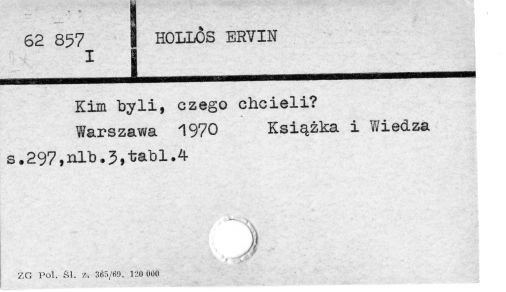 62 857
I
HOLLÒS ERVIN
Kim byli, czego chcieli?
Warszawa 1970 Książka i Wiedza
s.297,nlb.3,tabl.4
ZG Pol. Śl. z. 365/69. 120 000